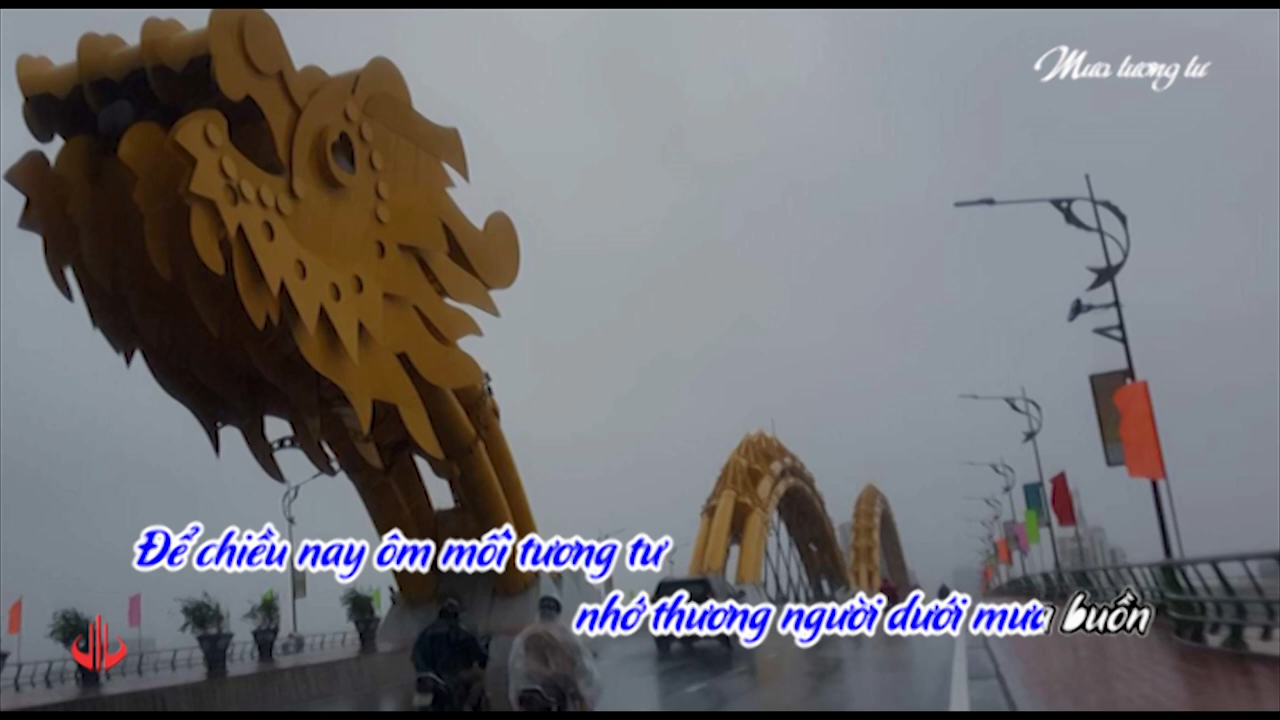 Mưa tương tư
Để chiều nay ôm mối tương tư
nhớ thương người dưới mưa buồn